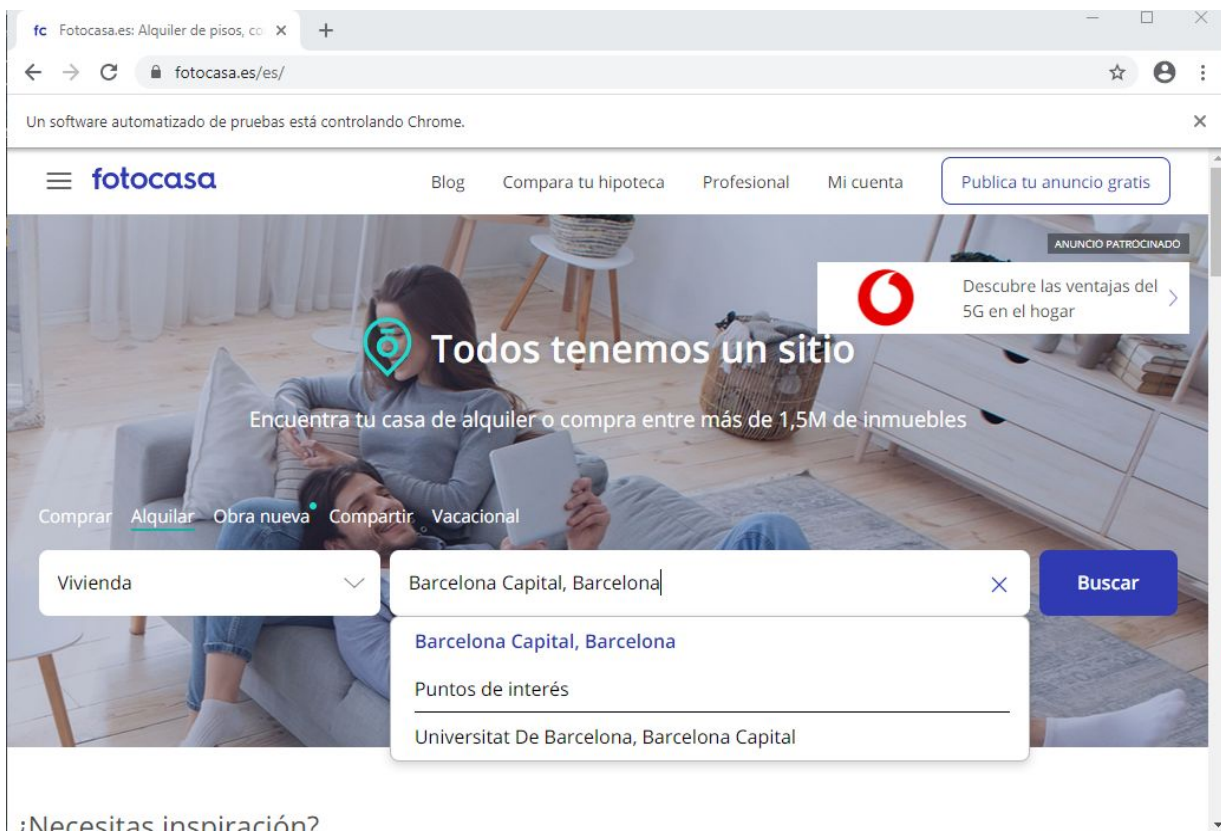 fc Fotocasa.es: Alquiler de pisos, co
fotocasa.es/es/
Un software automatizado de pruebas está controlando Chrome.
fotocasa Blog Compara tu hipoteca Profesional Mi cuenta Publica tu anuncio gratis
ANUNCIO PATROCINADO
Descubre las ventajas del
5G en el hogar
Todos tenemos un sitio
Encuentra tu casa de alquiler o compra entre más de 1,5M de inmuebles
Comprar Alquilar Obra nueva Compartir Vacacional
Vivienda Barcelona Capital, Barcelona Buscar
Barcelona Capital, Barcelona
Puntos de interés
Universitat De Barcelona, Barcelona Capital
¿Necesitas inspiración?